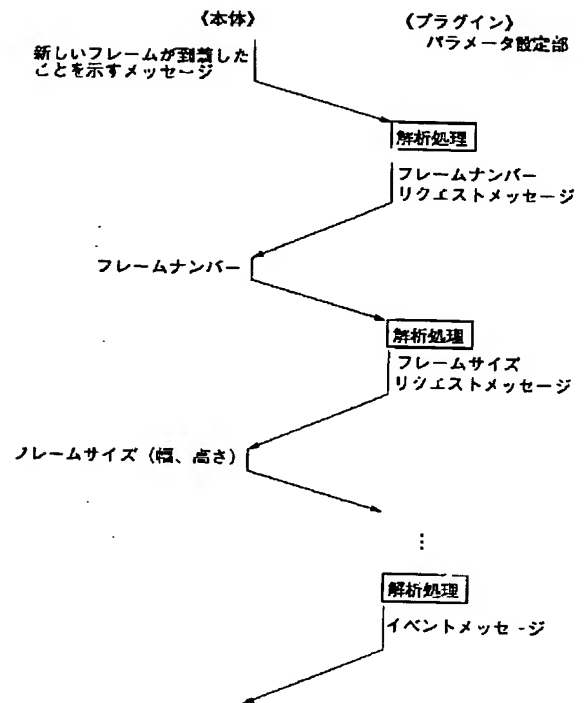 《本体》
《プラグイン》
パラメータ設定部
新しいフレームが到着した
ことを示すメッセージ
解析処理
フレームナンバー
リクエストメッセージ
フレームナンバー
解析処理
フレームサイズ
リクエストメッセージ
フレームサイズ(幅、高さ)
⋮
解析処理
イベントメッセージ